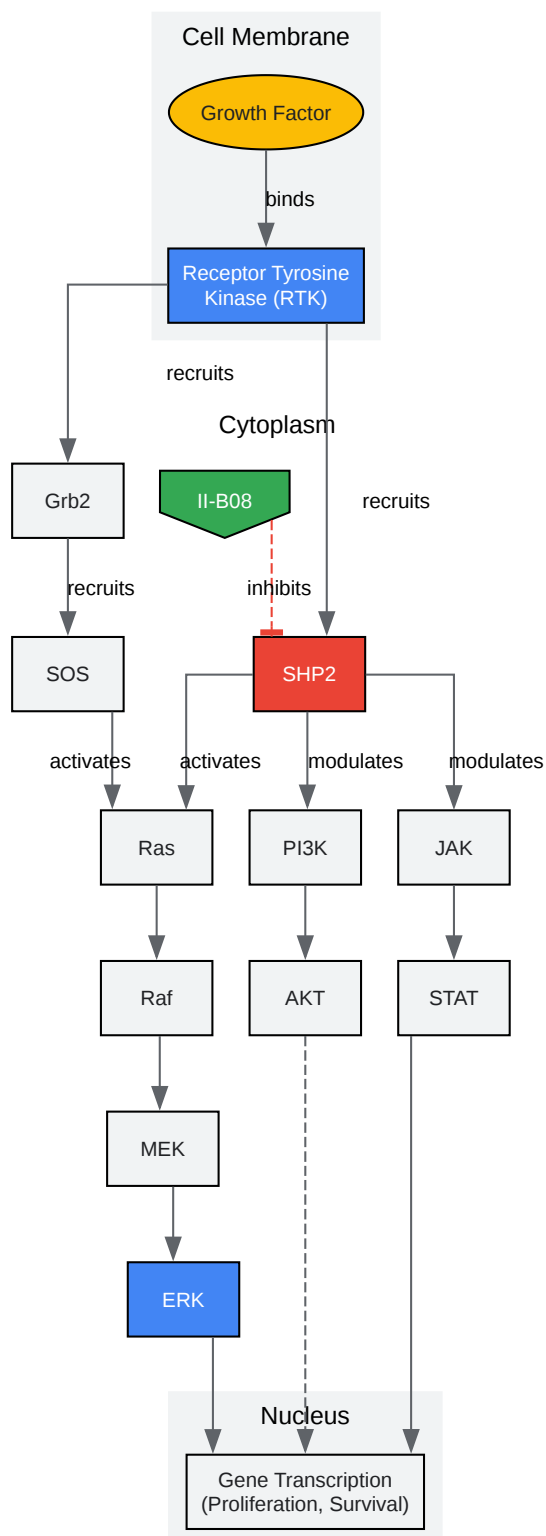 Cell Membrane
Growth Factor
binds
Receptor Tyrosine
Kinase (RTK)
recruits
Cytoplasm
Grb2
II-B08
recruits
recruits
inhibits
SOS
SHP2
activates
activates
modulates
modulates
Ras
PI3K
JAK
Raf
AKT
STAT
MEK
ERK
Nucleus
Gene Transcription
(Proliferation, Survival)